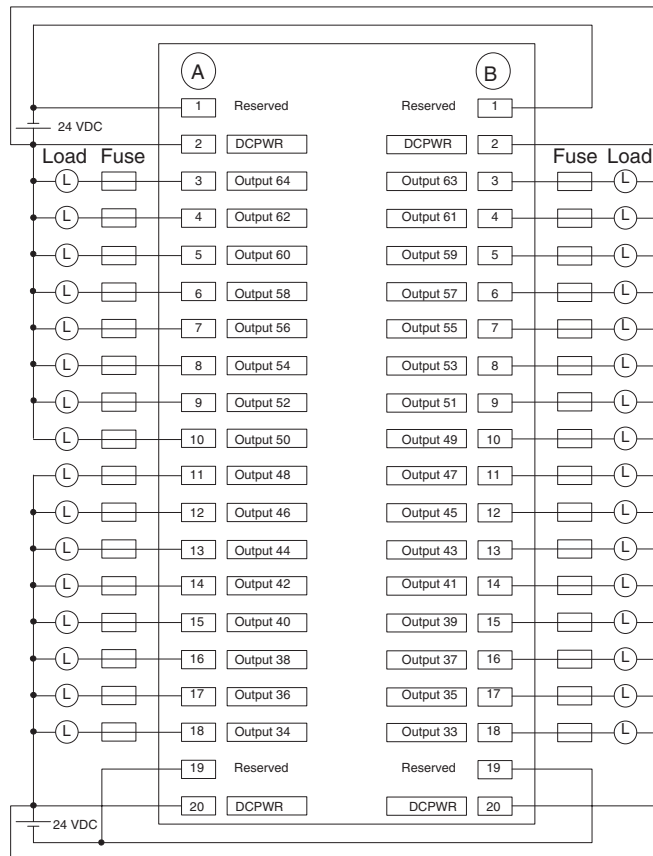 A B
1 Reserved Reserved 1
24 VDC
2 DCPWR DCPWR 2
Load Fuse Fuse Load
L 3 Output 64 Output 63 3 L
L 4 Output 62 Output 61 4 L
L 5 Output 60 Output 59 5 L
L 6 Output 58 Output 57 6 L
L 7 Output 56 Output 55 7 L
L 8 Output 54 Output 53 8 L
L 9 Output 52 Output 51 9 L
L 10 Output 50 Output 49 10 L
L 11 Output 48 Output 47 11 L
L 12 Output 46 Output 45 12 L
L 13 Output 44 Output 43 13 L
L 14 Output 42 Output 41 14 L
L 15 Output 40 Output 39 15 L
L 16 Output 38 Output 37 16 L
L 17 Output 36 Output 35 17 L
L 18 Output 34 Output 33 18 L
19 Reserved Reserved 19
20 DCPWR DCPWR 20
24 VDC